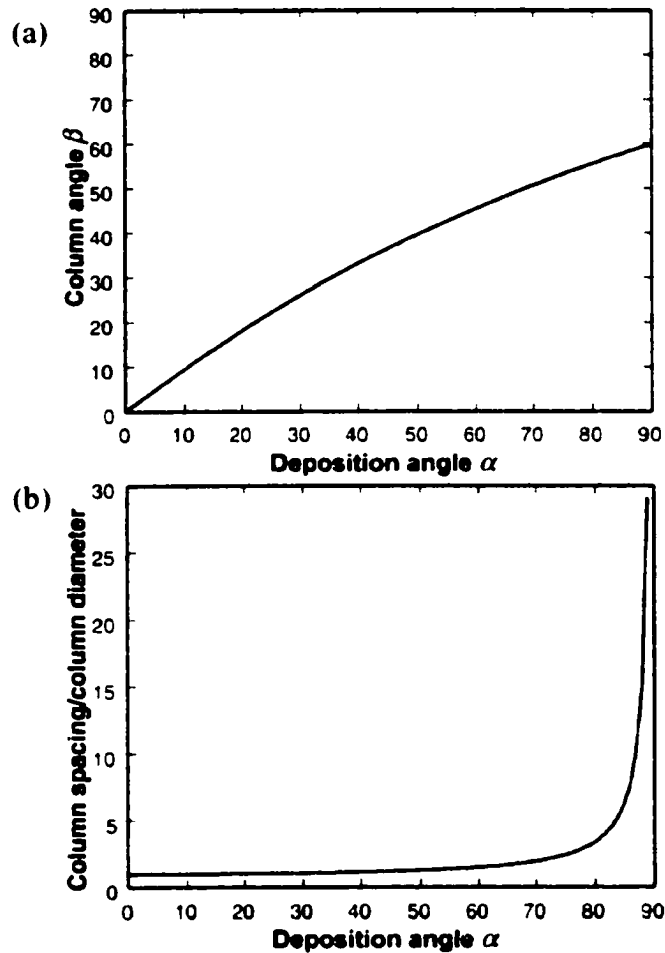 (a)
90
80
70
60
50
40
30
20
10
0
Column angle β
0 10 20 30 40 50 60 70 80 90
Deposition angle α
(b)
30
25
20
15
10
5
0
Column spacing/column diameter
0 10 20 30 40 50 60 70 80 90
Deposition angle α